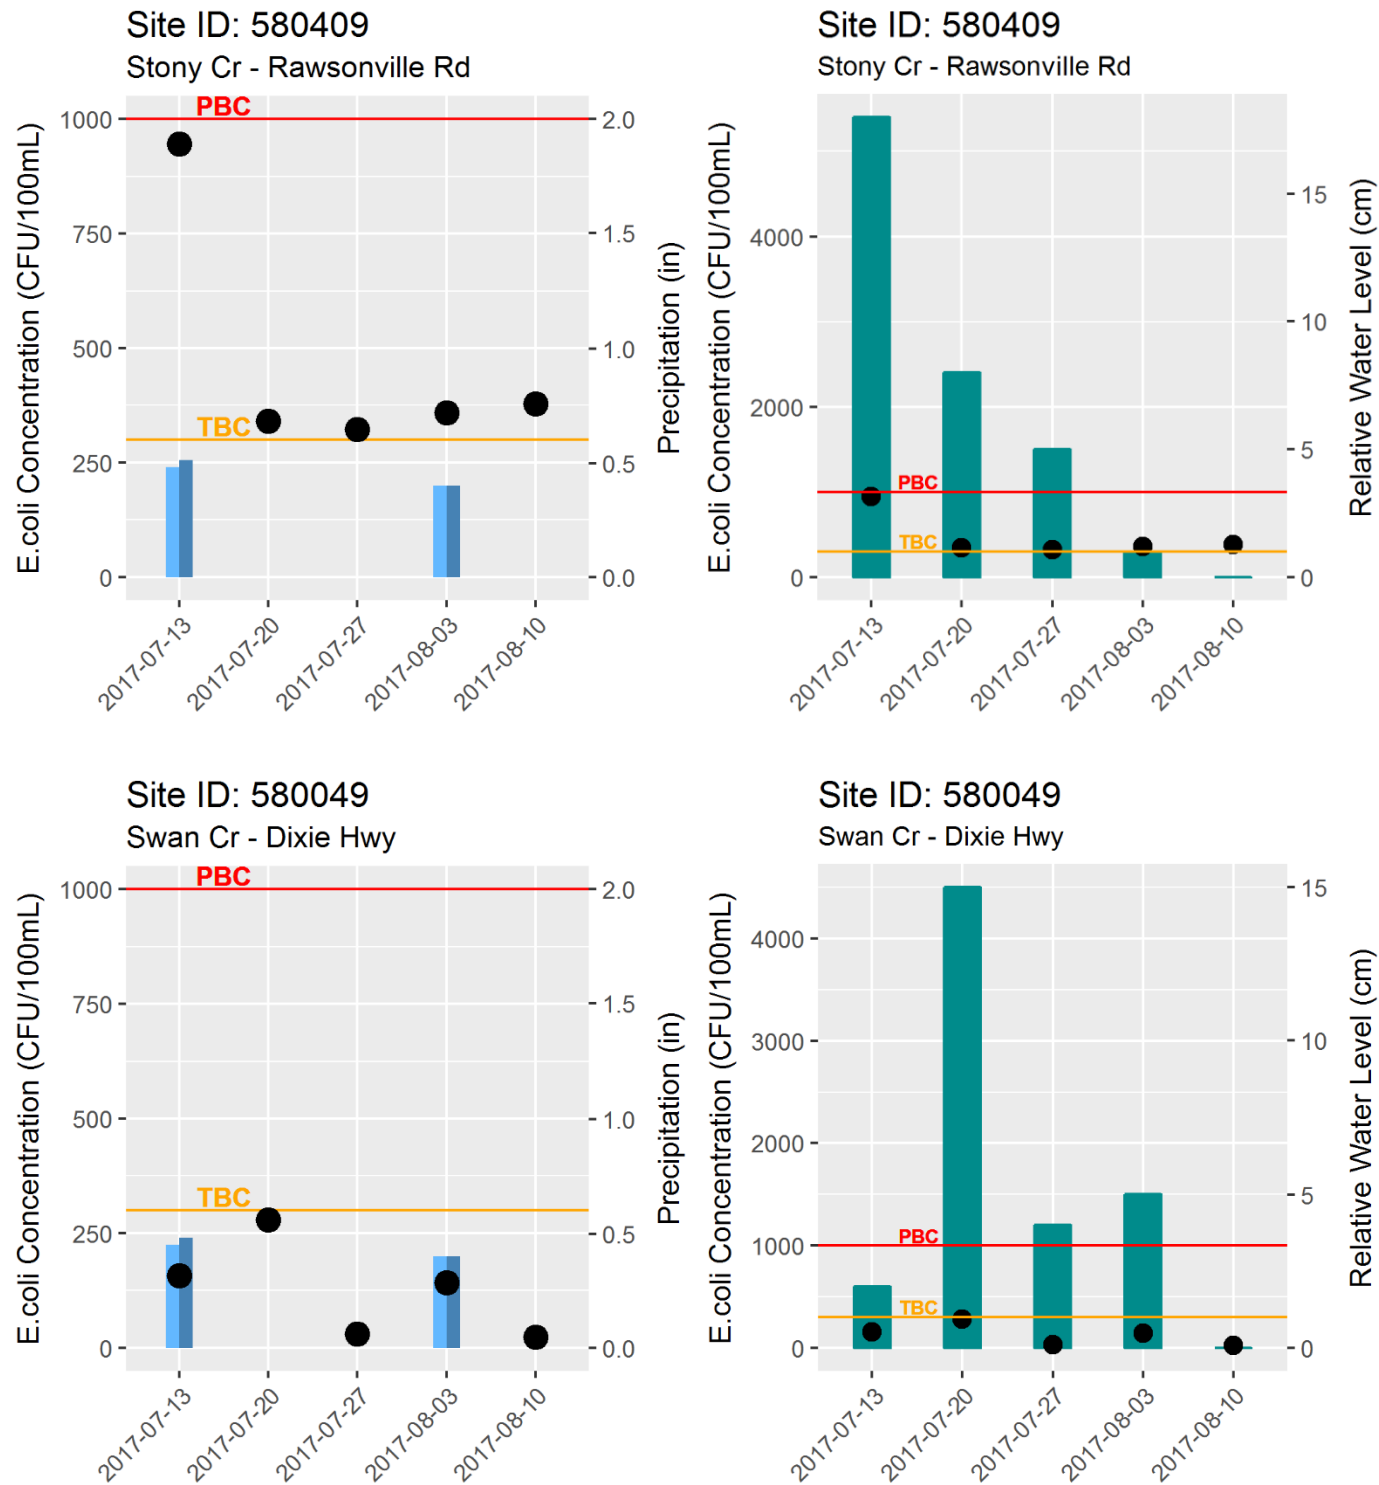 Site ID: 580409
Stony Cr - Rawsonville Rd
E.coli Concentration (CFU/100mL)
1000
750
500
250
0
PBC
TBC
2.0
1.5
1.0
0.5
0.0
Precipitation (in)
2017-07-13
2017-07-20
2017-07-27
2017-08-03
2017-08-10
Site ID: 580409
Stony Cr - Rawsonville Rd
E.coli Concentration (CFU/100mL)
4000
2000
0
PBC
TBC
15
10
5
0
Relative Water Level (cm)
2017-07-13
2017-07-20
2017-07-27
2017-08-03
2017-08-10
Site ID: 580049
Swan Cr - Dixie Hwy
E.coli Concentration (CFU/100mL)
1000
750
500
250
0
PBC
TBC
2.0
1.5
1.0
0.5
0.0
Precipitation (in)
2017-07-13
2017-07-20
2017-07-27
2017-08-03
2017-08-10
Site ID: 580049
Swan Cr - Dixie Hwy
E.coli Concentration (CFU/100mL)
4000
3000
2000
1000
0
PBC
TBC
15
10
5
0
Relative Water Level (cm)
2017-07-13
2017-07-20
2017-07-27
2017-08-03
2017-08-10